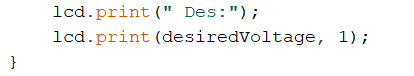 lcd.print(" Des:");
lcd.print(desiredVoltage, 1);
}